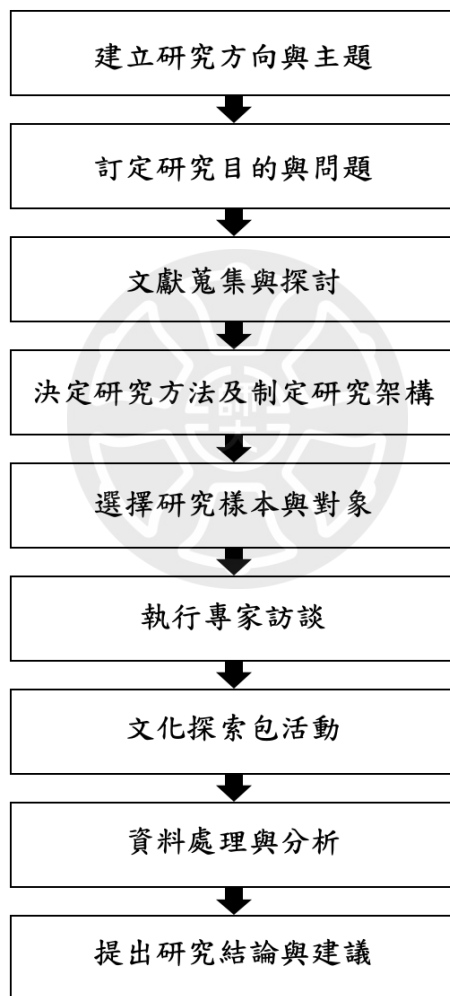 建立研究方向與主題
訂定研究目的與問題
文獻蒐集與探討
決定研究方法及制定研究架構
選擇研究樣本與對象
執行專家訪談
文化探索包活動
資料處理與分析
提出研究結論與建議